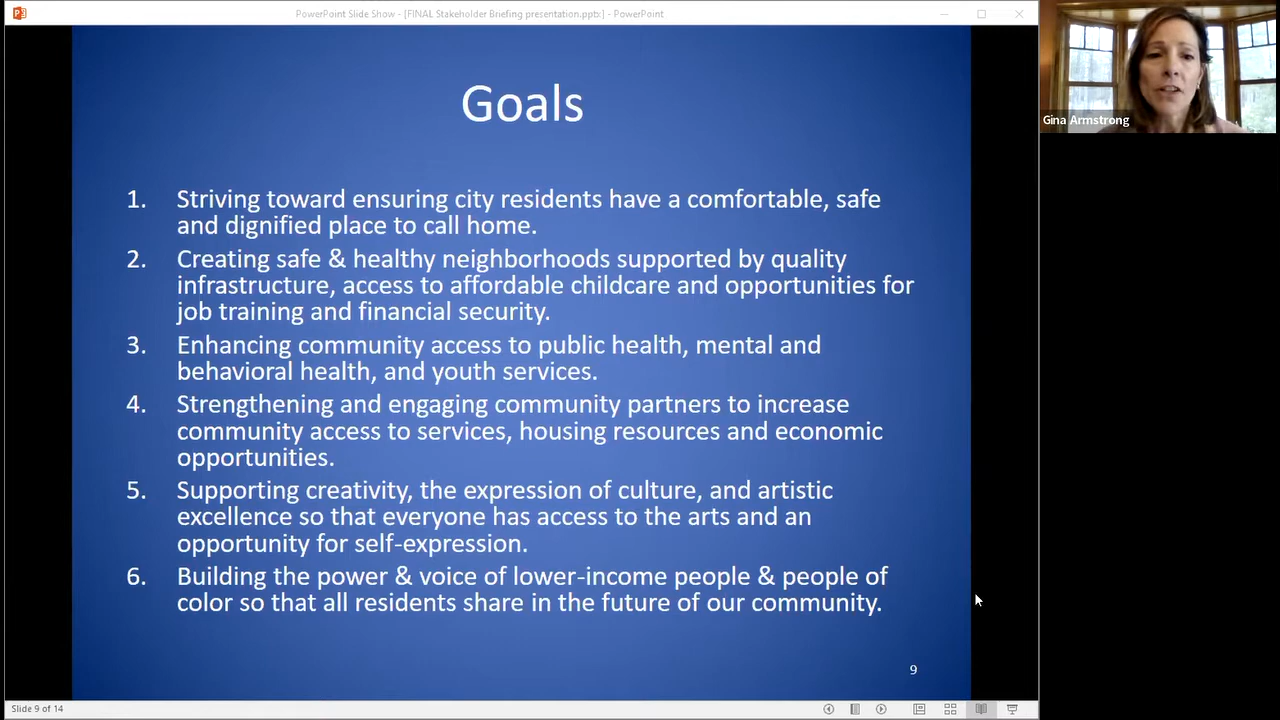 PowerPoint Slide Show - [FINAL Stakeholder Briefing presentation.pptx] - PowerPoint
Gina Armstrong
Goals
1. Striving toward ensuring city residents have a comfortable, safe
and dignified place to call home.
2. Creating safe & healthy neighborhoods supported by quality
infrastructure, access to affordable childcare and opportunities for
job training and financial security.
3. Enhancing community access to public health, mental and
behavioral health, and youth services.
4. Strengthening and engaging community partners to increase
community access to services, housing resources and economic
opportunities.
5. Supporting creativity, the expression of culture, and artistic
excellence so that everyone has access to the arts and an
opportunity for self-expression.
6. Building the power & voice of lower-income people & people of
color so that all residents share in the future of our community.
9
Slide 9 of 14